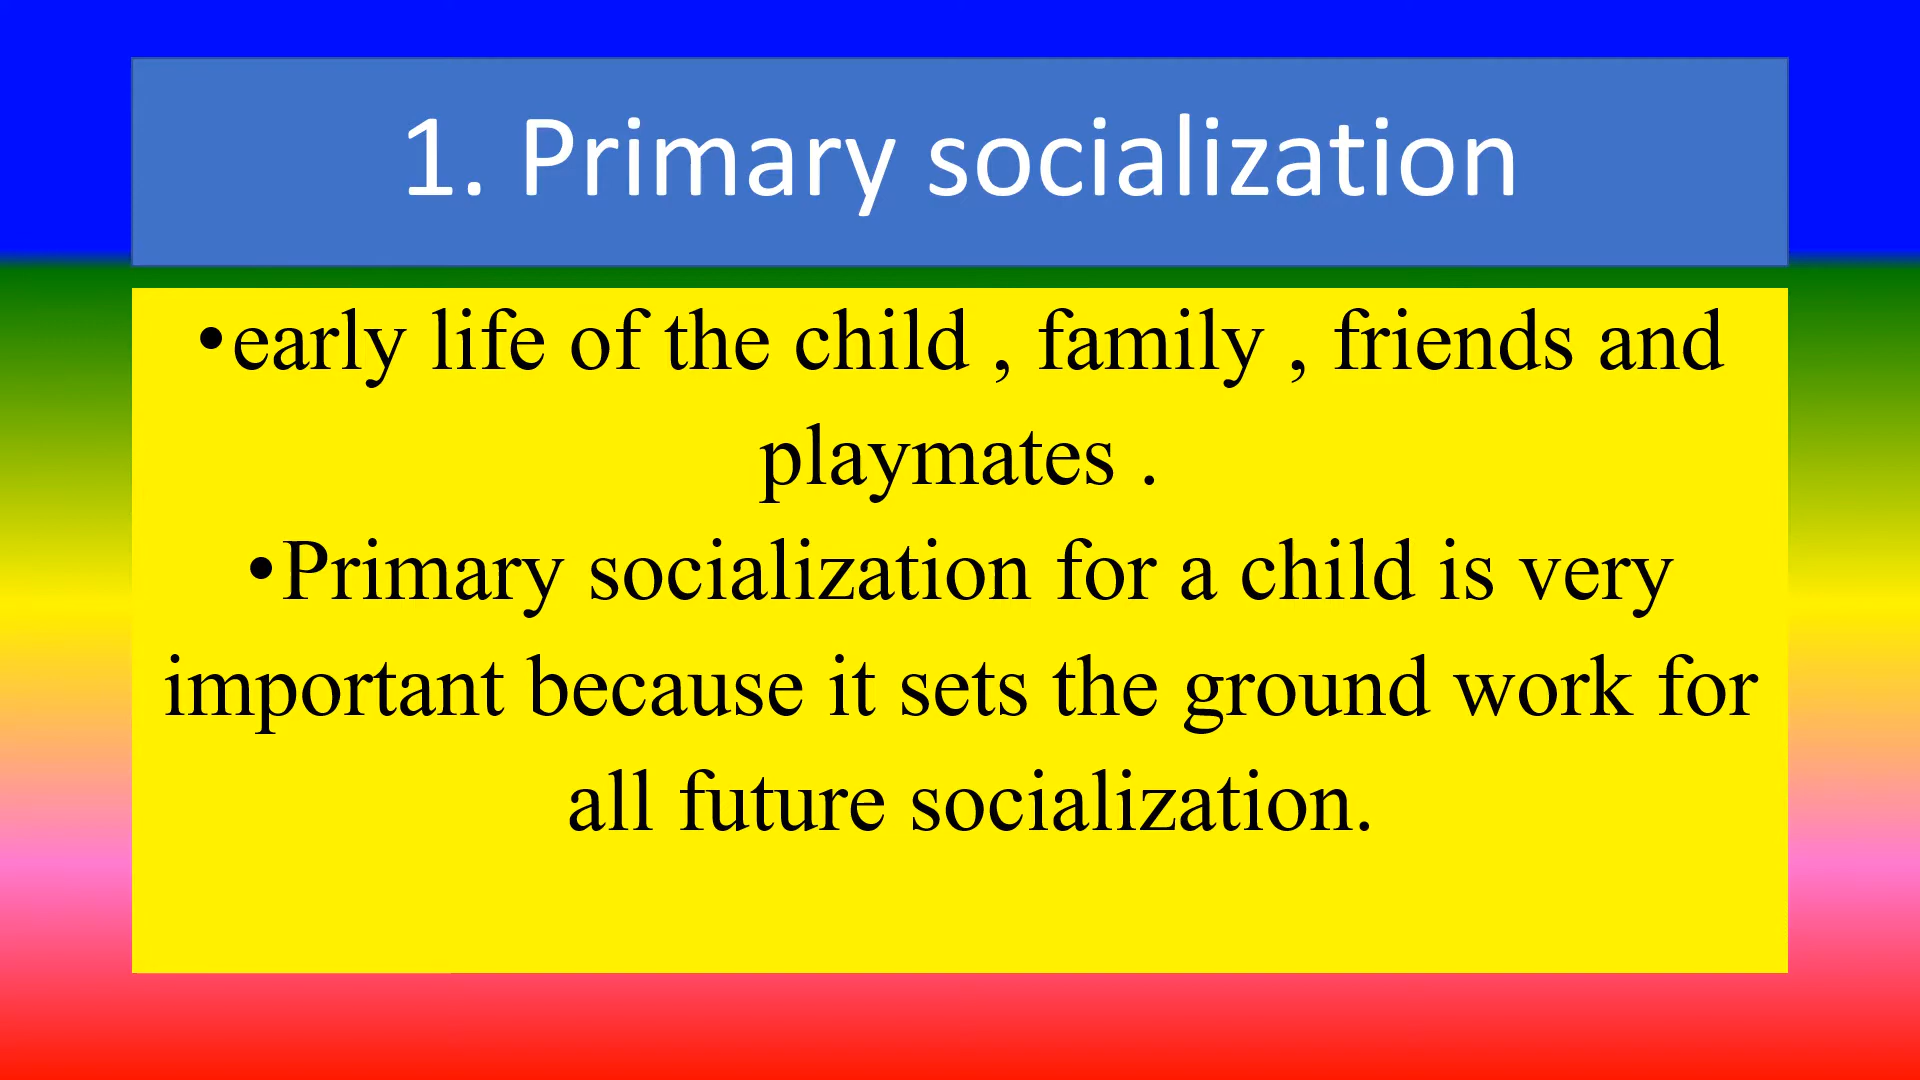 1. Primary socialization
•early life of the child , family , friends and
playmates .
•Primary socialization for a child is very
important because it sets the ground work for
all future socialization.